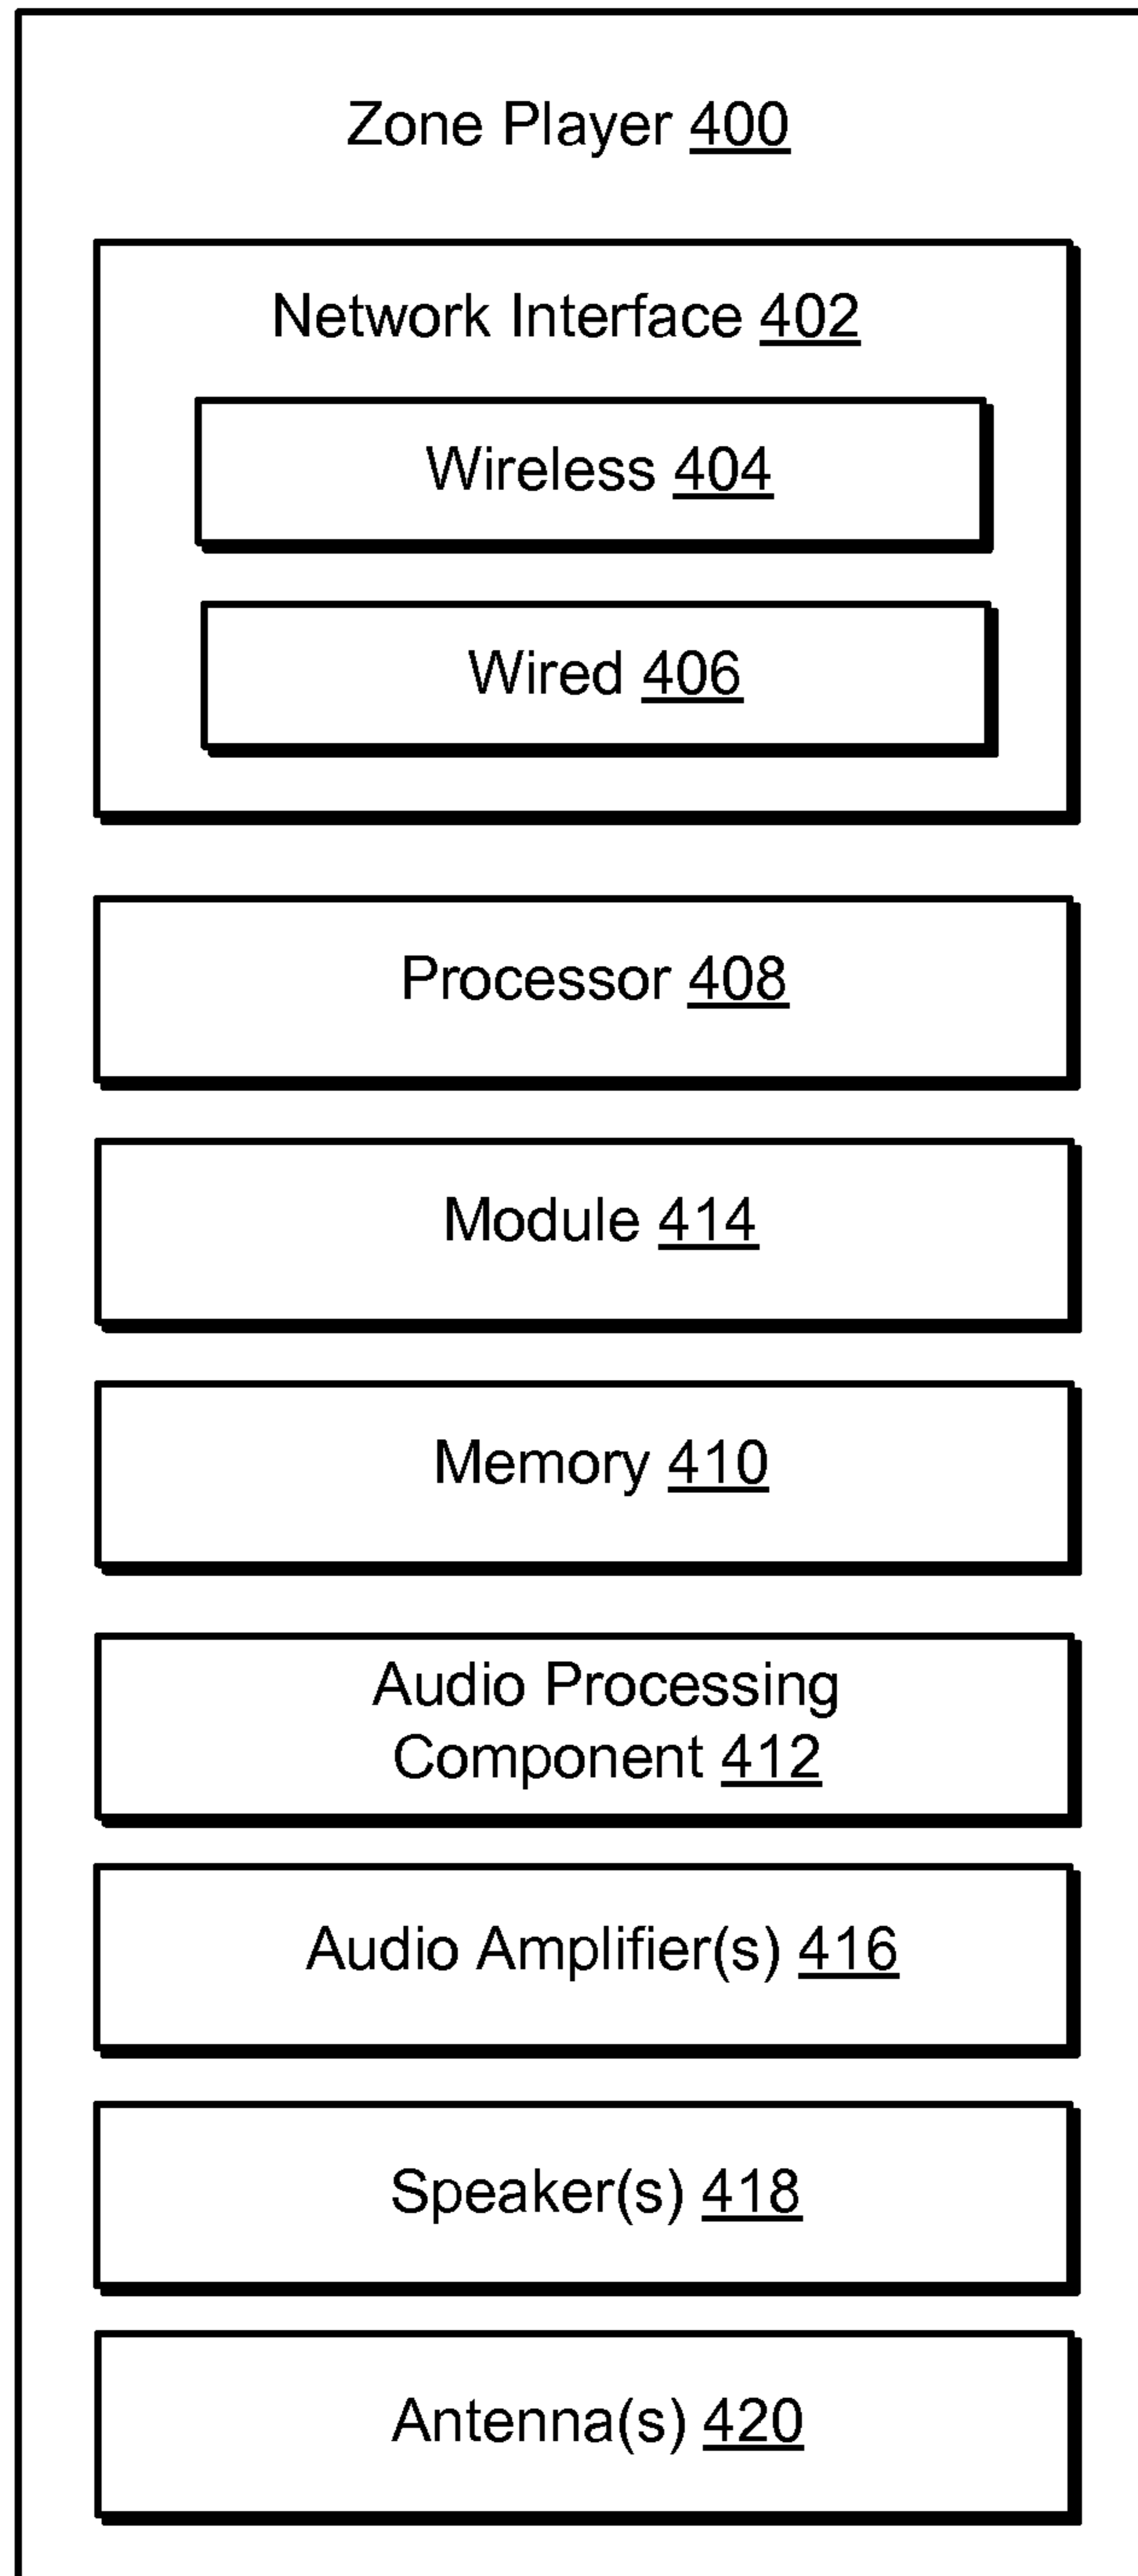 Zone Player 400
Network Interface 402
Wireless 404
Wired 406
Processor 408
Module 414
Memory 410
Audio Processing
Component 412
Audio Amplifier(s) 416
Speaker(s) 418
Antenna(s) 420